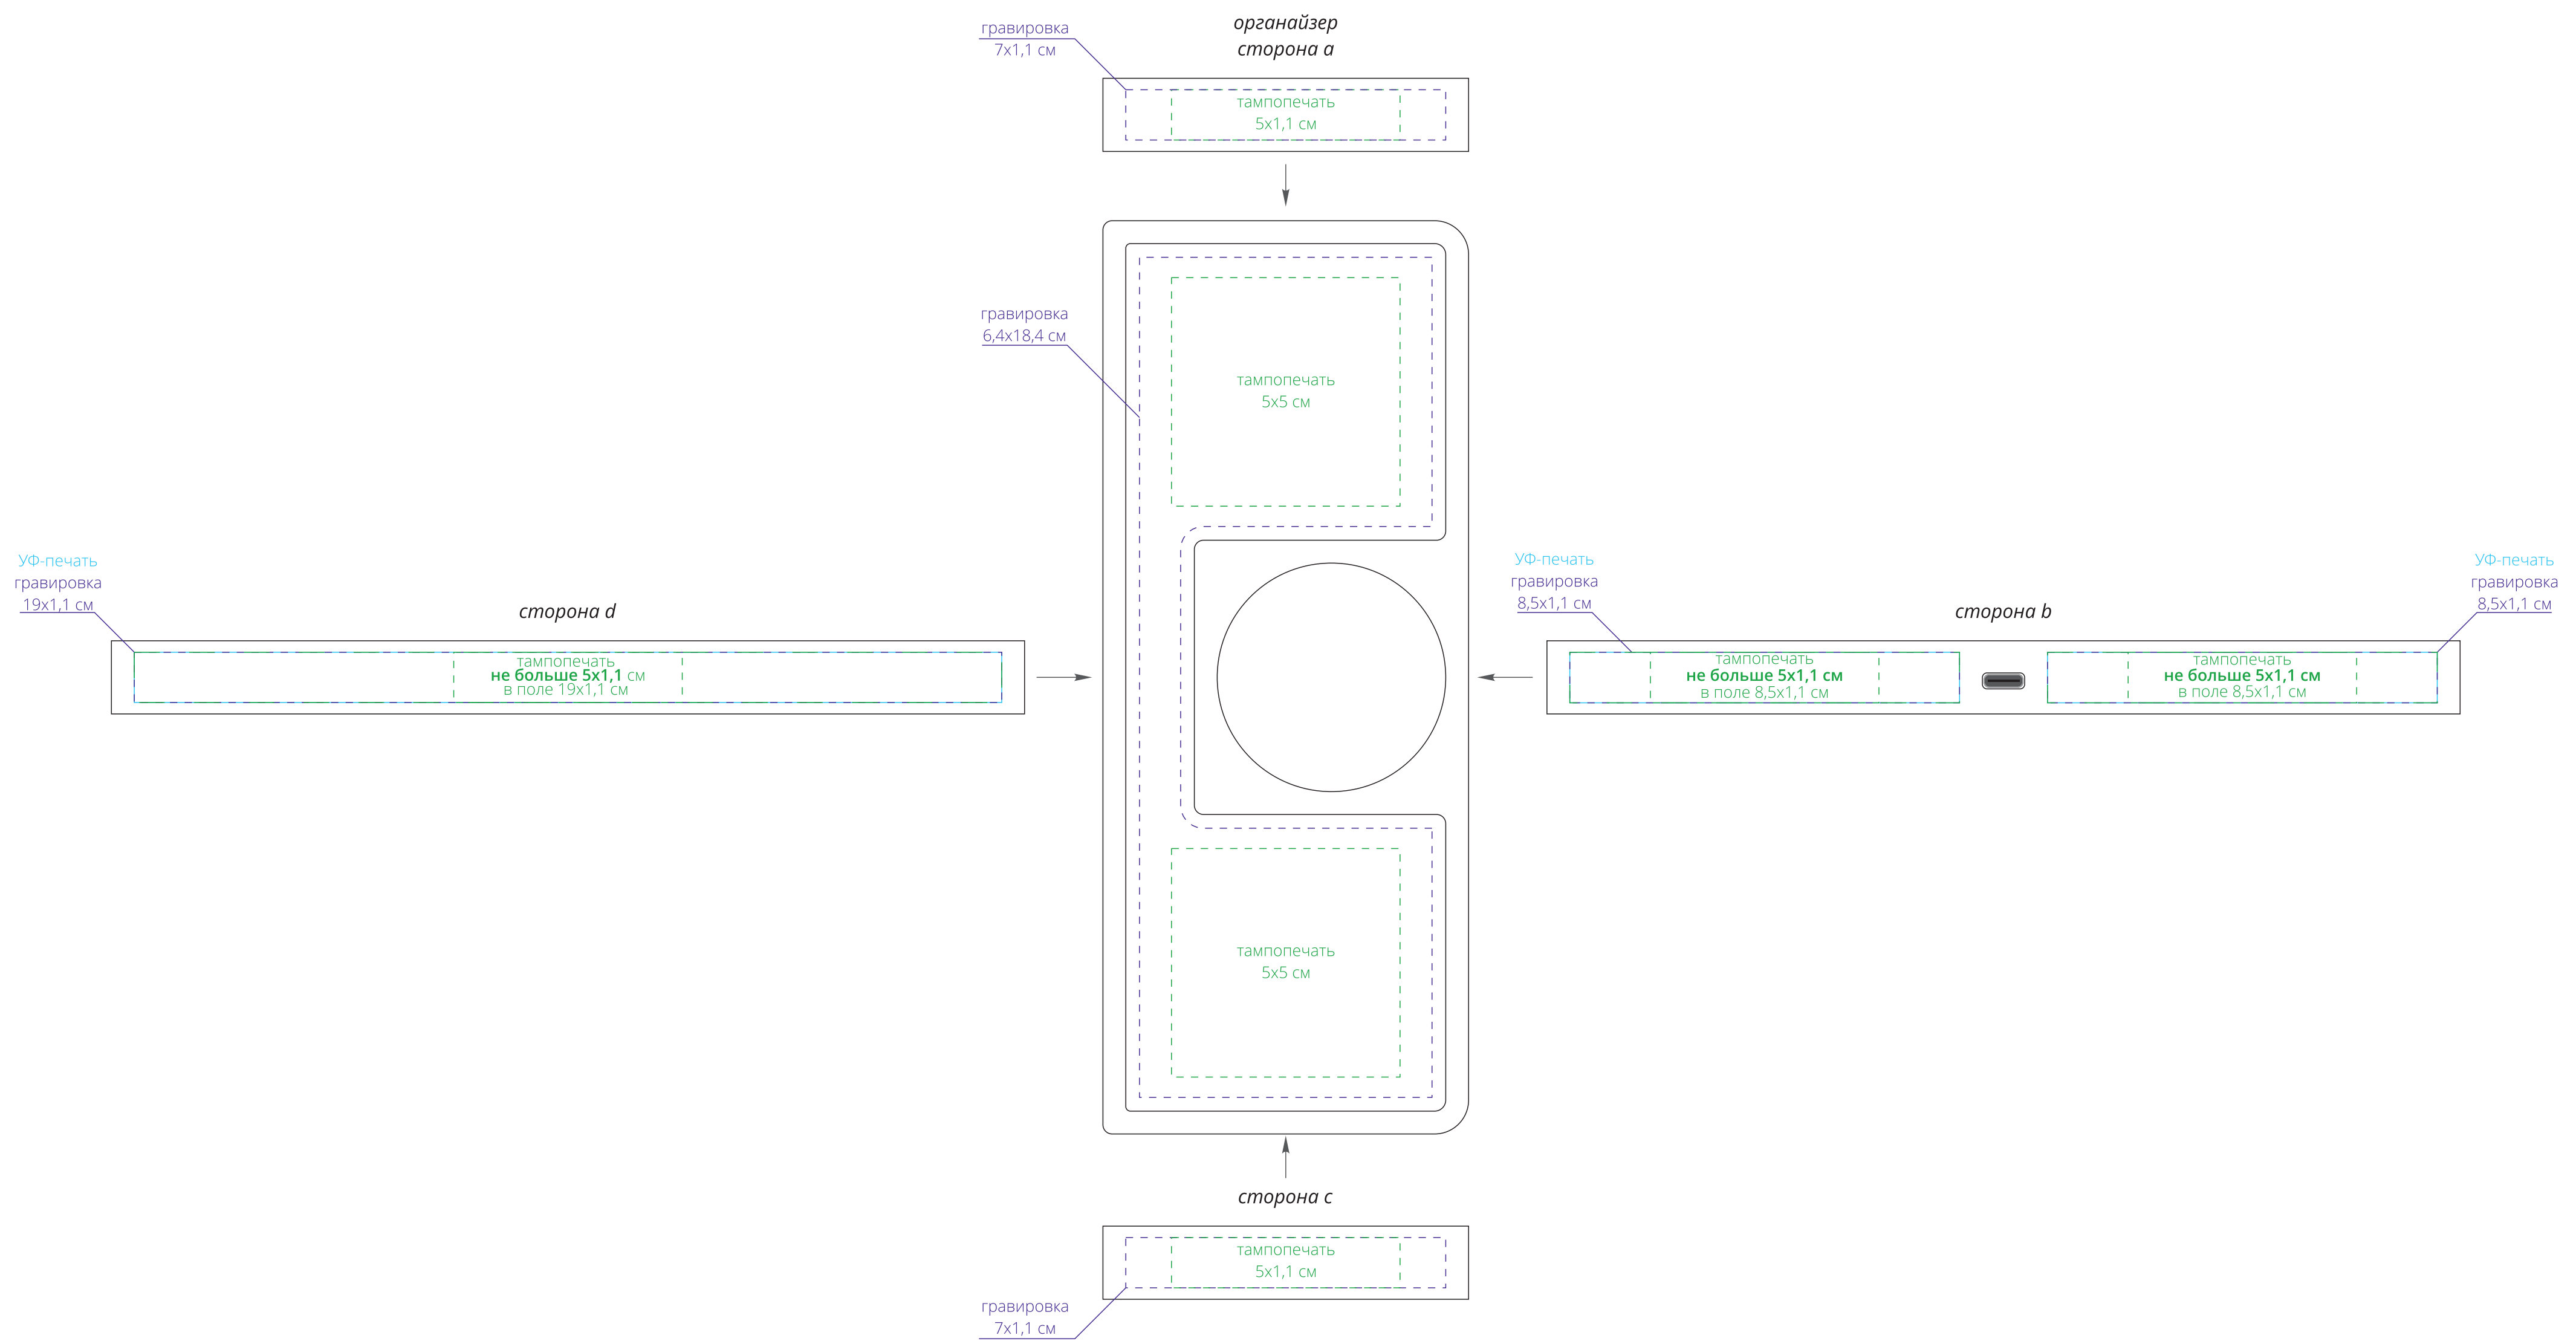 гравировка
7х1,1 см
органайзер
сторона a
тампопечать
5х1,1 см
гравировка
6,4х18,4 см
тампопечать
5х5 см
УФ-печать
гравировка
19х1,1 см
сторона d
тампопечать
не больше 5х1,1 см
в поле 19х1,1 см
УФ-печать
гравировка
8,5х1,1 см
сторона b
УФ-печать
гравировка
8,5х1,1 см
тампопечать
не больше 5х1,1 см
в поле 8,5х1,1 см
тампопечать
не больше 5х1,1 см
в поле 8,5х1,1 см
тампопечать
5х5 см
сторона c
тампопечать
5х1,1 см
гравировка
7х1,1 см